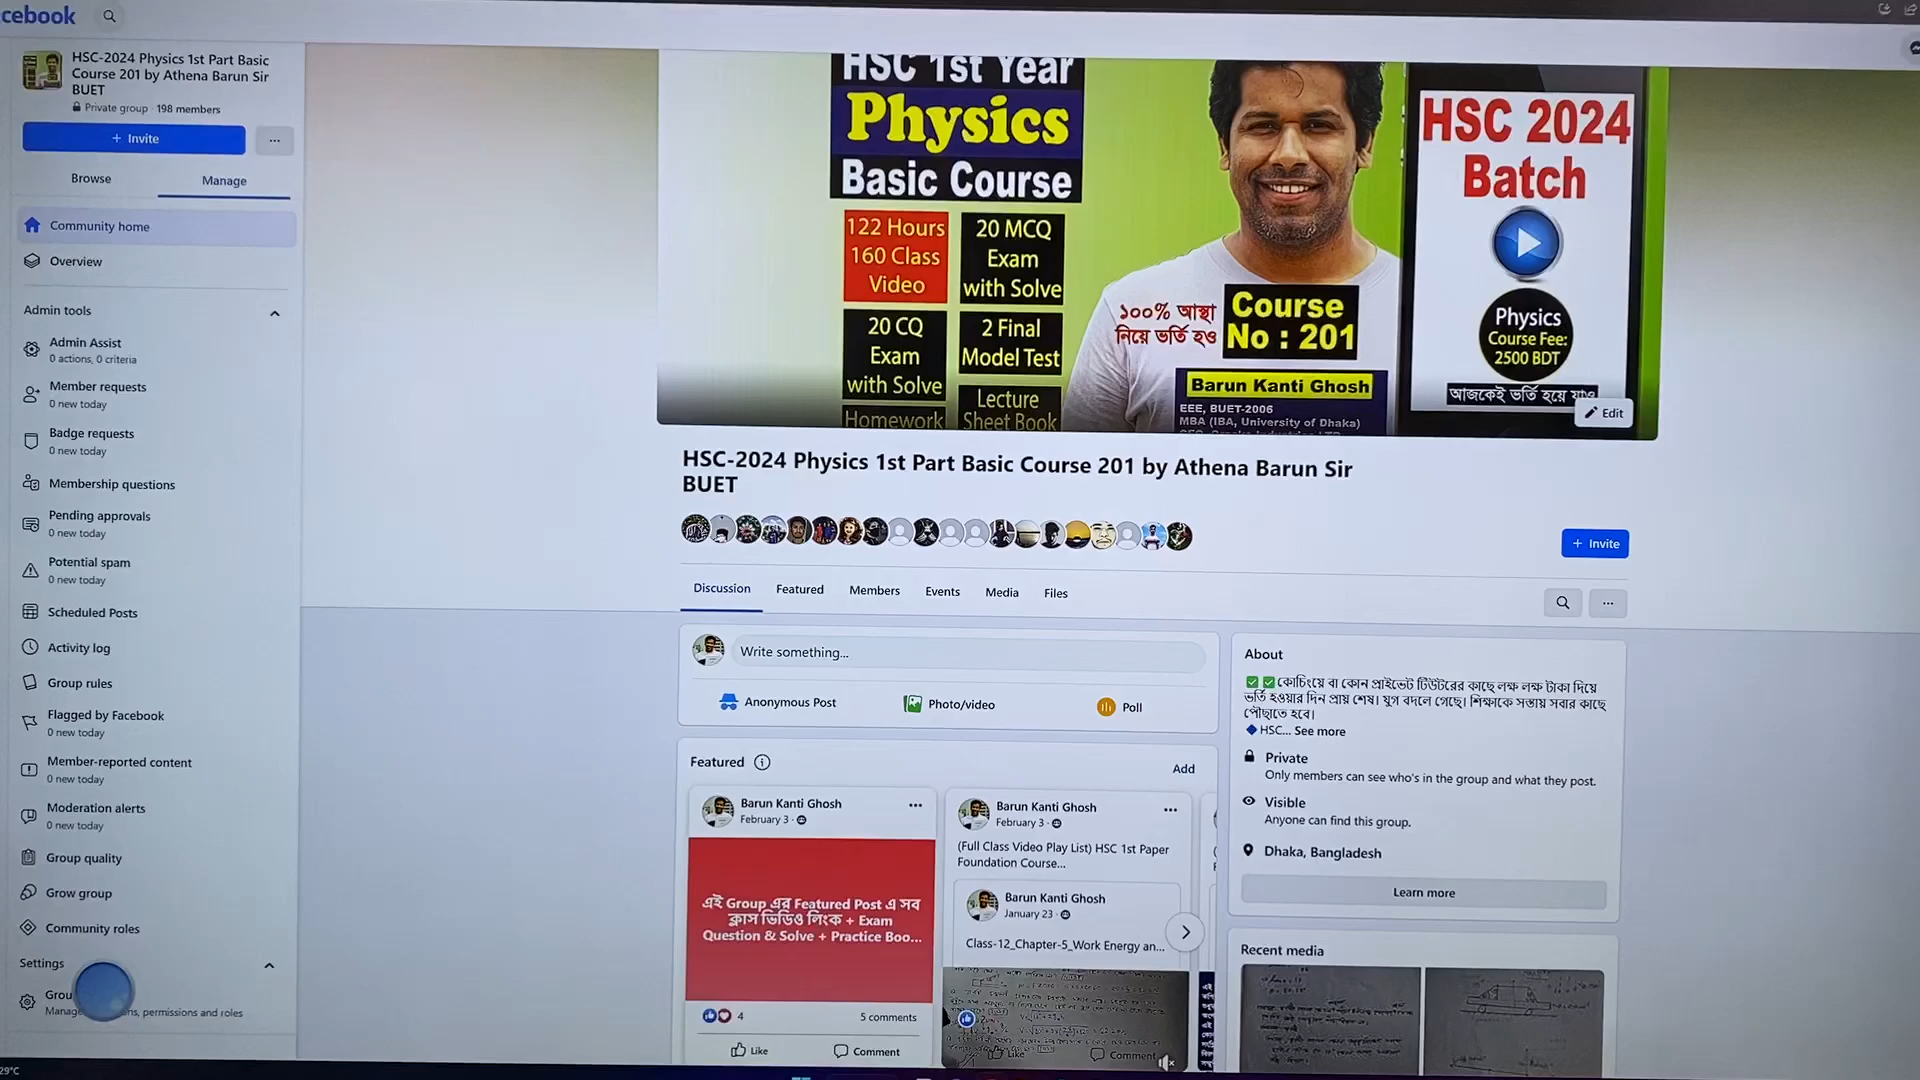 cebook
HSC-2024 Physics 1st Part Basic
Course 201 by Athena Barun Sir
BUET
Private group · 198 members
+ Invite
...
Browse
Manage
Community home
Overview
Admin tools
Admin Assist
0 actions, 0 criteria
Member requests
0 new today
Badge requests
0 new today
Membership questions
Pending approvals
0 new today
Potential spam
0 new today
Scheduled Posts
Activity log
Group rules
Flagged by Facebook
0 new today
Member-reported content
0 new today
Moderation alerts
0 new today
Group quality
Grow group
Community roles
Settings
Grou
Manage ns, permissions and roles
29°C
HSC 1st Year
Physics
Basic Course
122 Hours
160 Class
Video
20 MCQ
Exam
with Solve
20 CQ
Exam
with Solve
2 Final
Model Test
Homework
Lecture
Sheet Book
১০০% আস্থা
নিয়ে ভর্তি হও
Course
No : 201
Barun Kanti Ghosh
EEE, BUET-2006
MBA (IBA, University of Dhaka)
HSC 2024
Batch
Physics
Course Fee:
2500 BDT
আজকেই ভর্তি হয়ে যাও
Edit
HSC-2024 Physics 1st Part Basic Course 201 by Athena Barun Sir
BUET
+ Invite
Discussion
Featured
Members
Events
Media
Files
...
Write something...
Anonymous Post
Photo/video
Poll
Featured
Add
Barun Kanti Ghosh
February 3 ·
এই Group এর Featured Post এ সব
ক্লাস ভিডিও লিংক + Exam
Question & Solve + Practice Boo...
4
5 comments
Like
Comment
Barun Kanti Ghosh
February 3 ·
(Full Class Video Play List) HSC 1st Paper
Foundation Course...
Barun Kanti Ghosh
January 23 ·
Class-12_Chapter-5_Work Energy an...
Like
Comment
About
✅ ✅কোচিংয়ে বা কোন প্রাইভেট টিউটরের কাছে লক্ষ লক্ষ টাকা দিয়ে
ভর্তি হওয়ার দিন প্রায় শেষ। যুগ বদলে গেছে। শিক্ষাকে সস্তায় সবার কাছে
পৌছাতে হবে।
🔷 HSC... See more
Private
Only members can see who's in the group and what they post.
Visible
Anyone can find this group.
Dhaka, Bangladesh
Learn more
Recent media